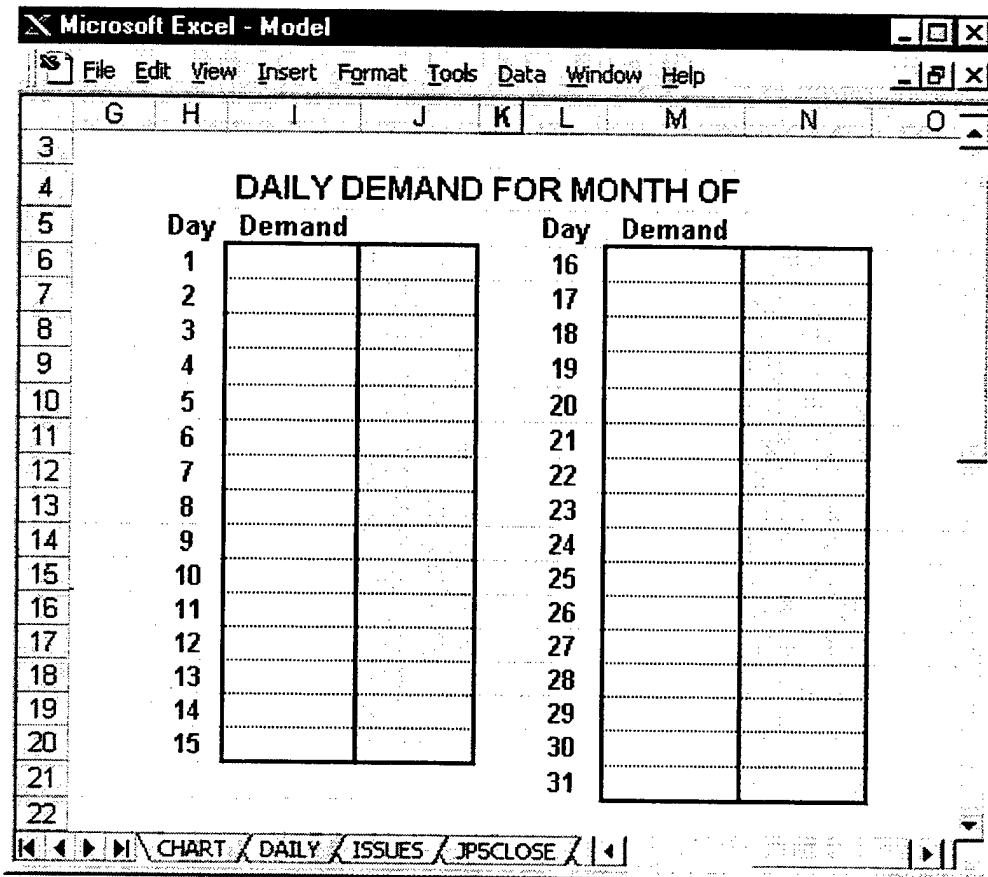 Microsoft Excel - Model
File Edit View Insert Format Tools Data Window Help
G H I J K L M N O
3
4 DAILY DEMAND FOR MONTH OF
5 Day Demand Day Demand
6 1 16
7 2 17
8 3 18
9 4 19
10 5 20
11 6 21
12 7 22
13 8 23
14 9 24
15 10 25
16 11 26
17 12 27
18 13 28
19 14 29
20 15 30
21 31
22
CHART DAILY ISSUES JP5CLOSE